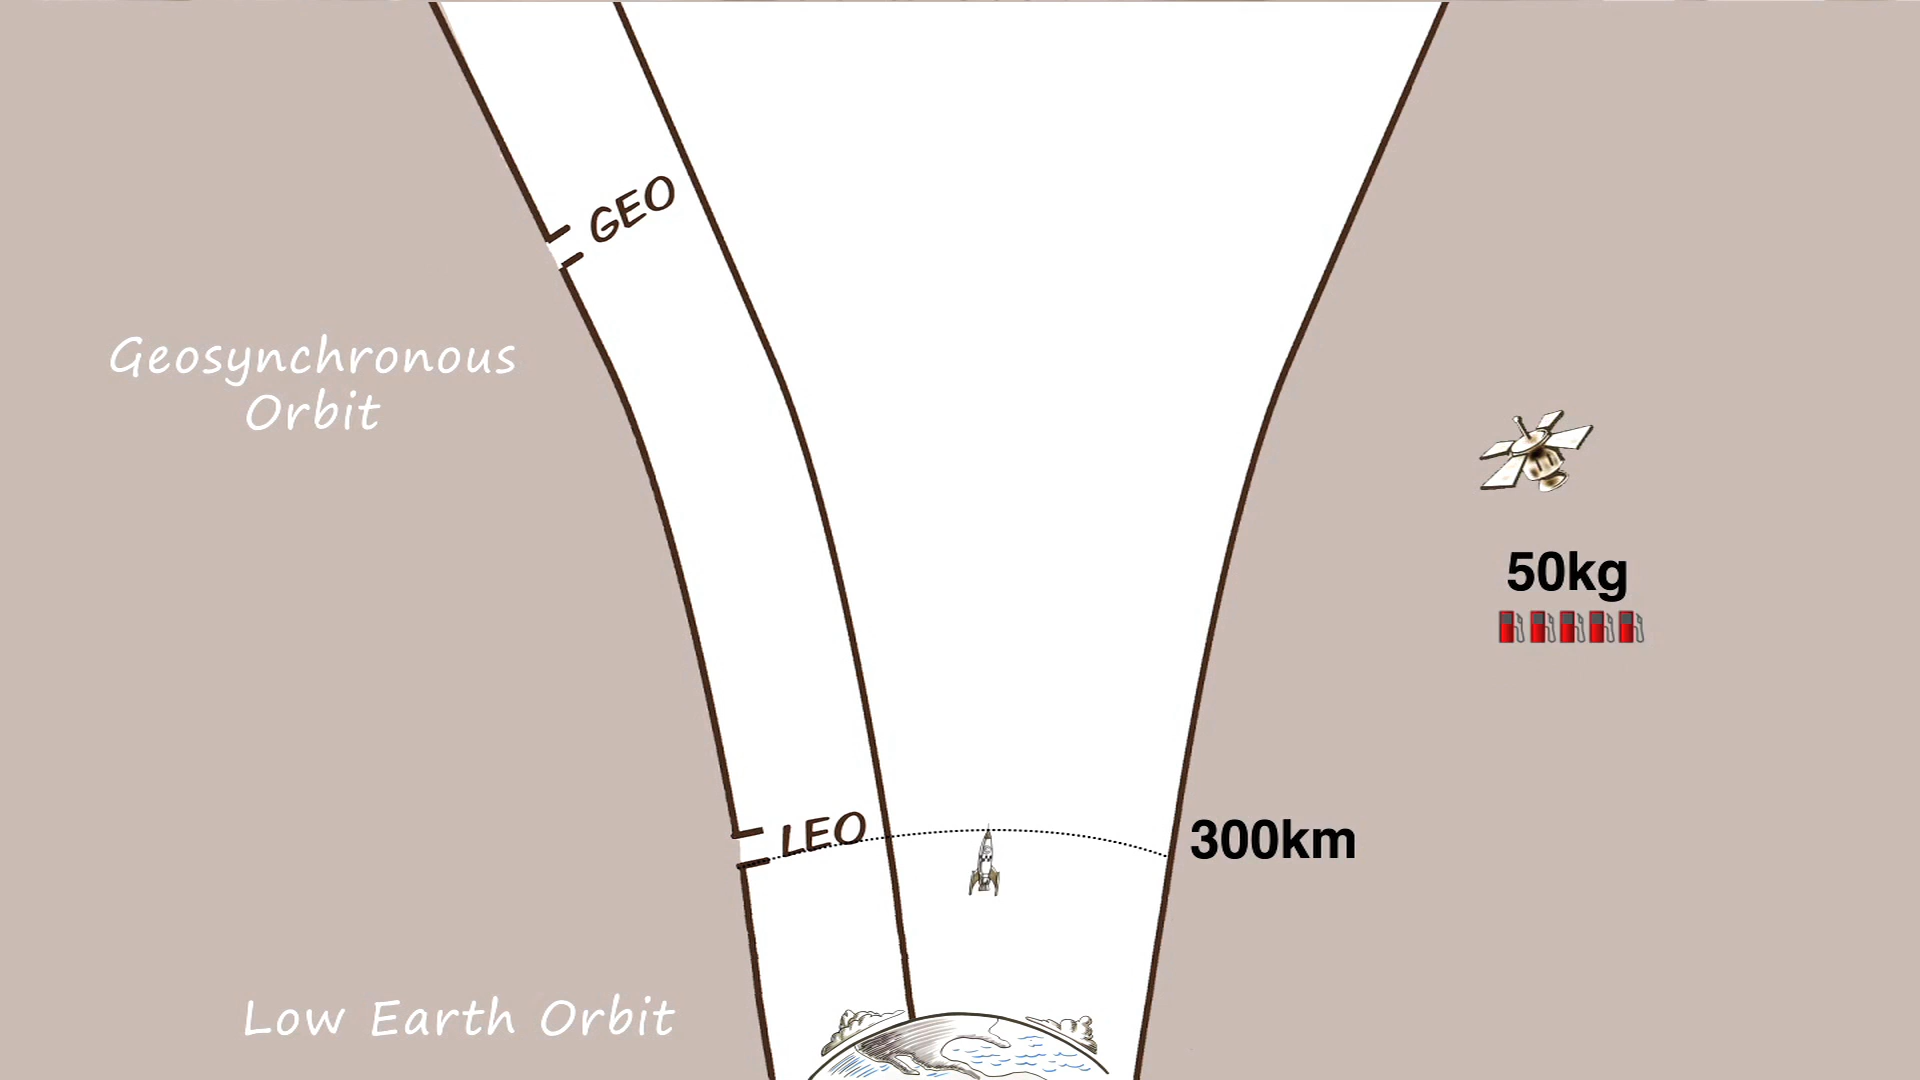 GEO
Geosynchronous
Orbit
50kg
LEO
300km
Low Earth Orbit